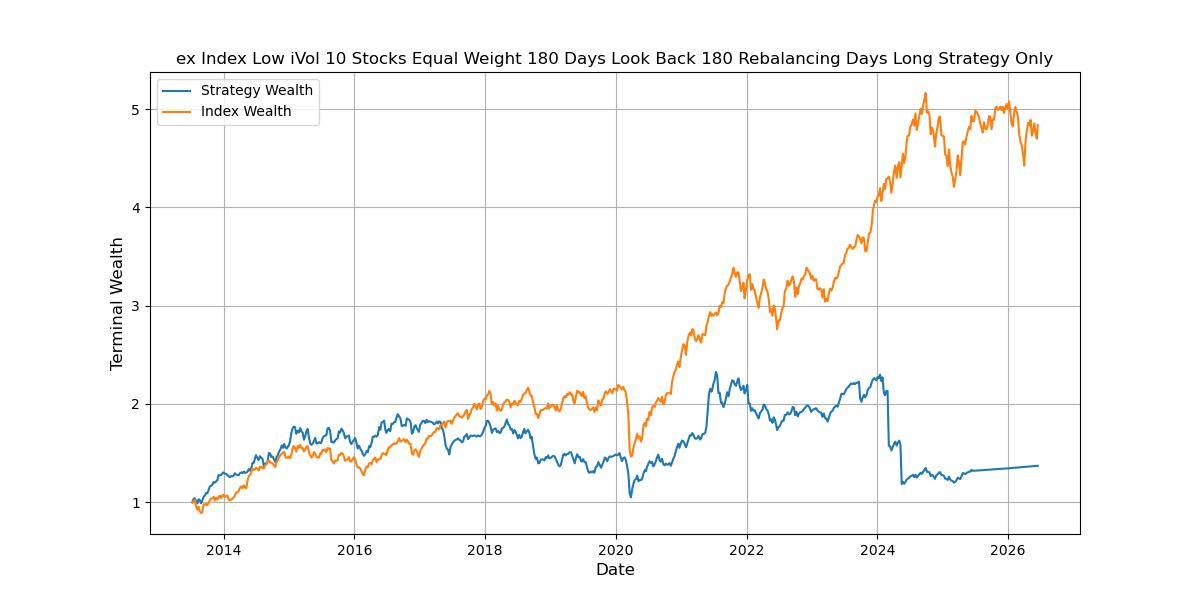 ex Index Low iVol 10 Stocks Equal Weight 180 Days Look Back 180 Rebalancing Days Long Strategy Only
Strategy Wealth
Index Wealth
Terminal Wealth
5
4
3
2
1
2014 2016 2018 2020 2022 2024 2026
Date